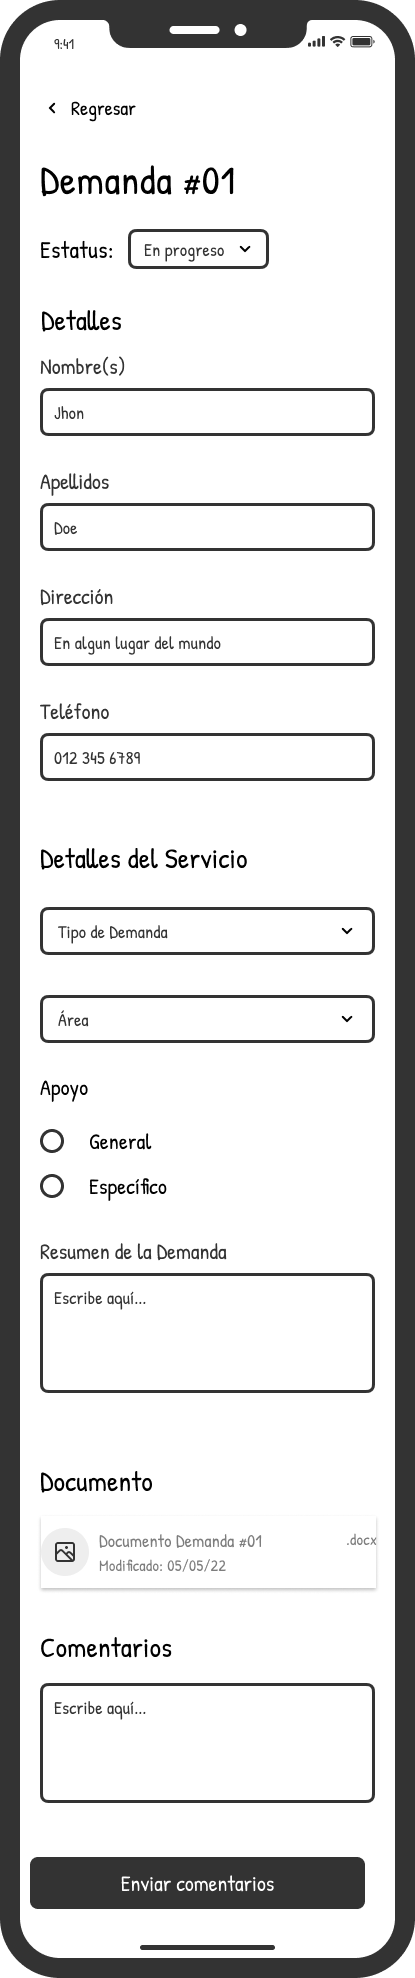 9:41
Regresar
Demanda #01
Estatus: En progreso
Detalles
Nombre(s)
Jhon
Apellidos
Doe
Dirección
En algun lugar del mundo
Teléfono
012 345 6789
Detalles del Servicio
Tipo de Demanda
Área
Apoyo
General
Específico
Resumen de la Demanda
Escribe aquí...
Documento
Documento Demanda #01 .docx
Modificado: 05/05/22
Comentarios
Escribe aquí...
Enviar comentarios